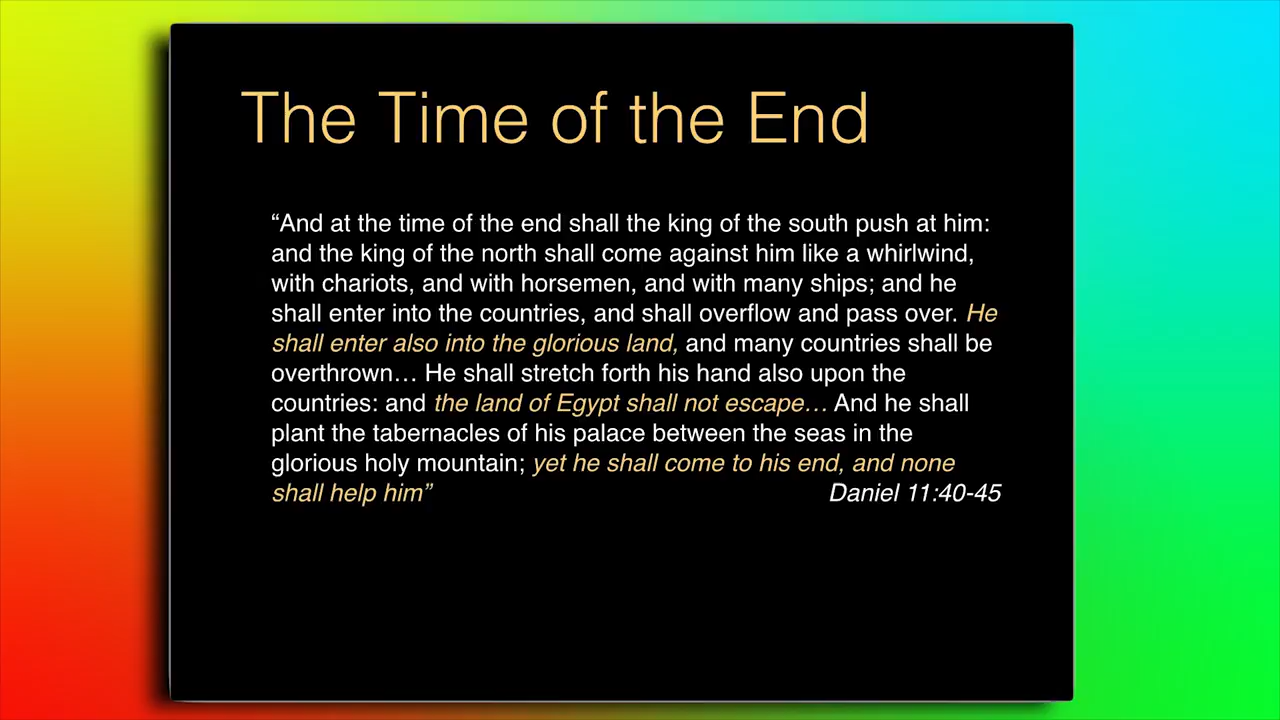 The Time of the End
“And at the time of the end shall the king of the south push at him:
and the king of the north shall come against him like a whirlwind,
with chariots, and with horsemen, and with many ships; and he
shall enter into the countries, and shall overflow and pass over. He
shall enter also into the glorious land, and many countries shall be
overthrown… He shall stretch forth his hand also upon the
countries: and the land of Egypt shall not escape… And he shall
plant the tabernacles of his palace between the seas in the
glorious holy mountain; yet he shall come to his end, and none
shall help him” Daniel 11:40-45